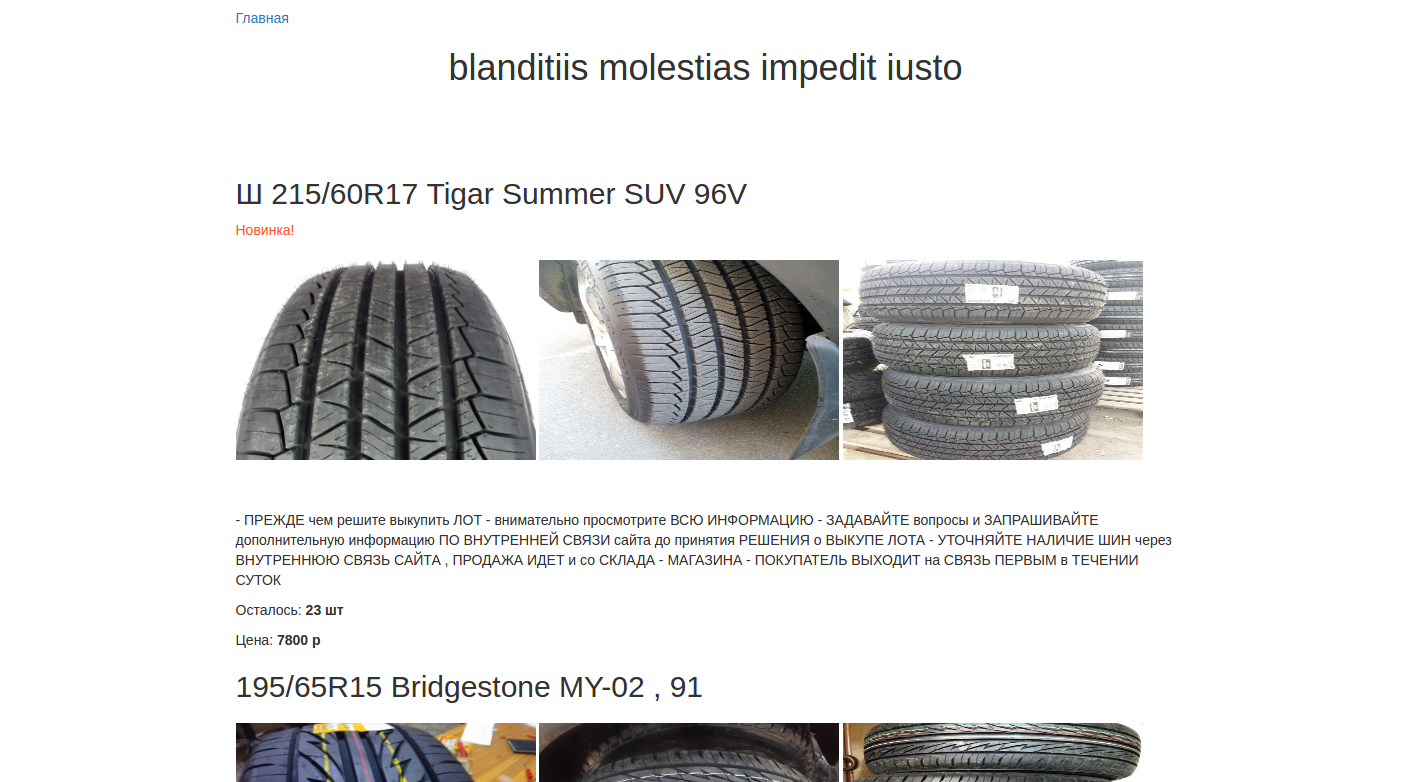 Главная
blanditiis molestias impedit iusto
Ш 215/60R17 Tigar Summer SUV 96V
Новинка!
- ПРЕЖДЕ чем решите выкупить ЛОТ - внимательно просмотрите ВСЮ ИНФОРМАЦИЮ - ЗАДАВАЙТЕ вопросы и ЗАПРАШИВАЙТЕ
дополнительную информацию ПО ВНУТРЕННЕЙ СВЯЗИ сайта до принятия РЕШЕНИЯ о ВЫКУПЕ ЛОТА - УТОЧНЯЙТЕ НАЛИЧИЕ ШИН через
ВНУТРЕННЮЮ СВЯЗЬ САЙТА , ПРОДАЖА ИДЕТ и со СКЛАДА - МАГАЗИНА - ПОКУПАТЕЛЬ ВЫХОДИТ на СВЯЗЬ ПЕРВЫМ в ТЕЧЕНИИ
СУТОК
Осталось: 23 шт
Цена: 7800 р
195/65R15 Bridgestone MY-02 , 91